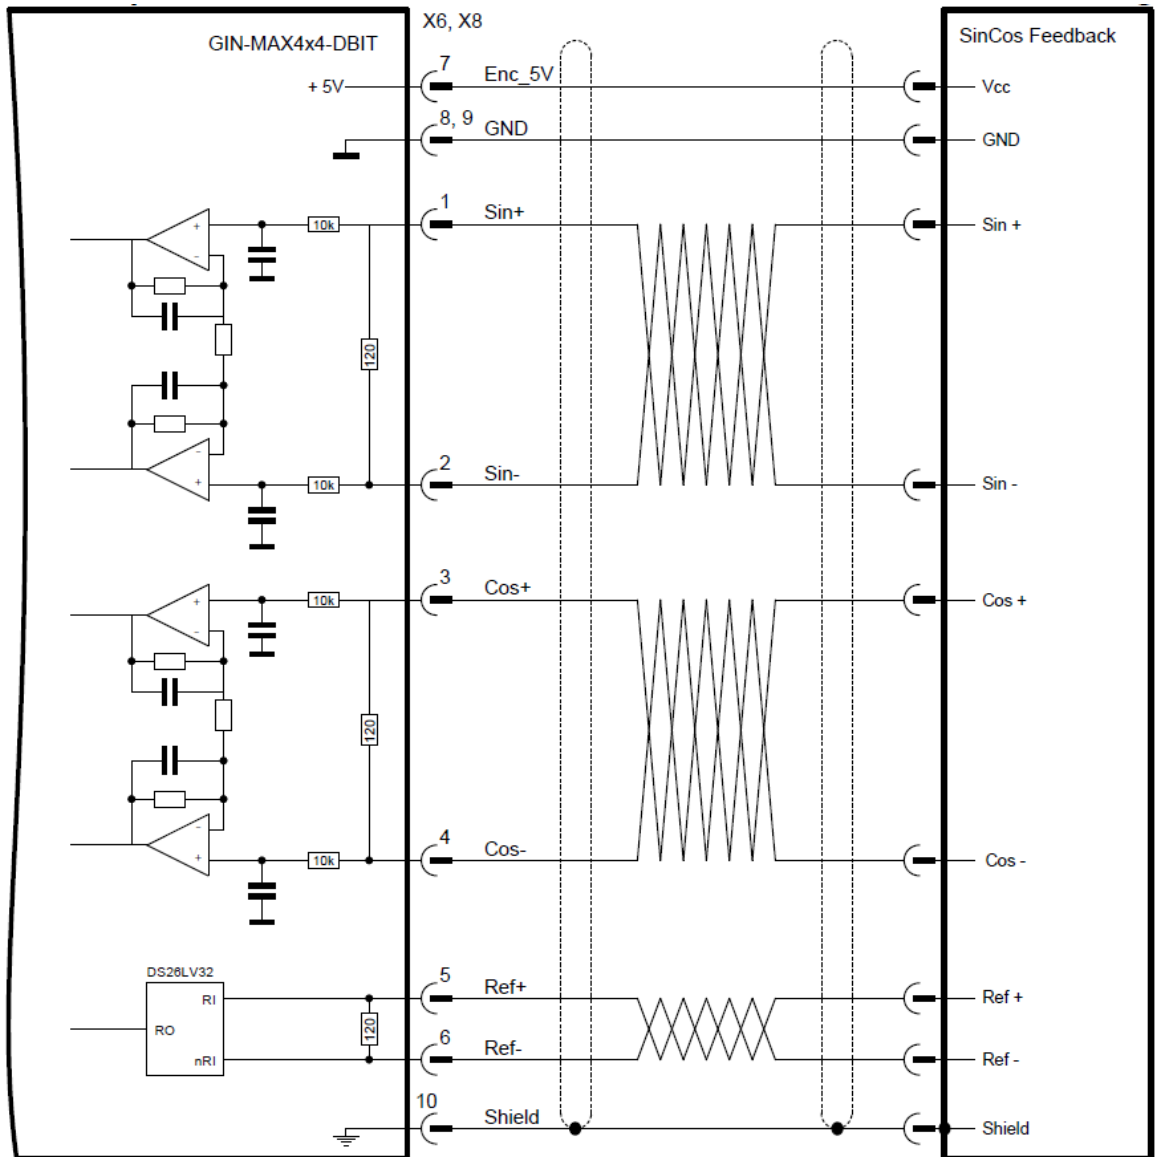 X6, X8
GIN-MAX4x4-DBIT
SinCos Feedback
+ 5V
7
Enc_5V
Vcc
8, 9
GND
GND
1
Sin+
Sin +
+
-
10k
120
-
+
10k
2
Sin-
Sin -
3
Cos+
Cos +
+
-
10k
120
-
+
10k
4
Cos-
Cos -
DS26LV32
RI
RO
nRI
120
5
Ref+
Ref +
6
Ref-
Ref -
10
Shield
Shield